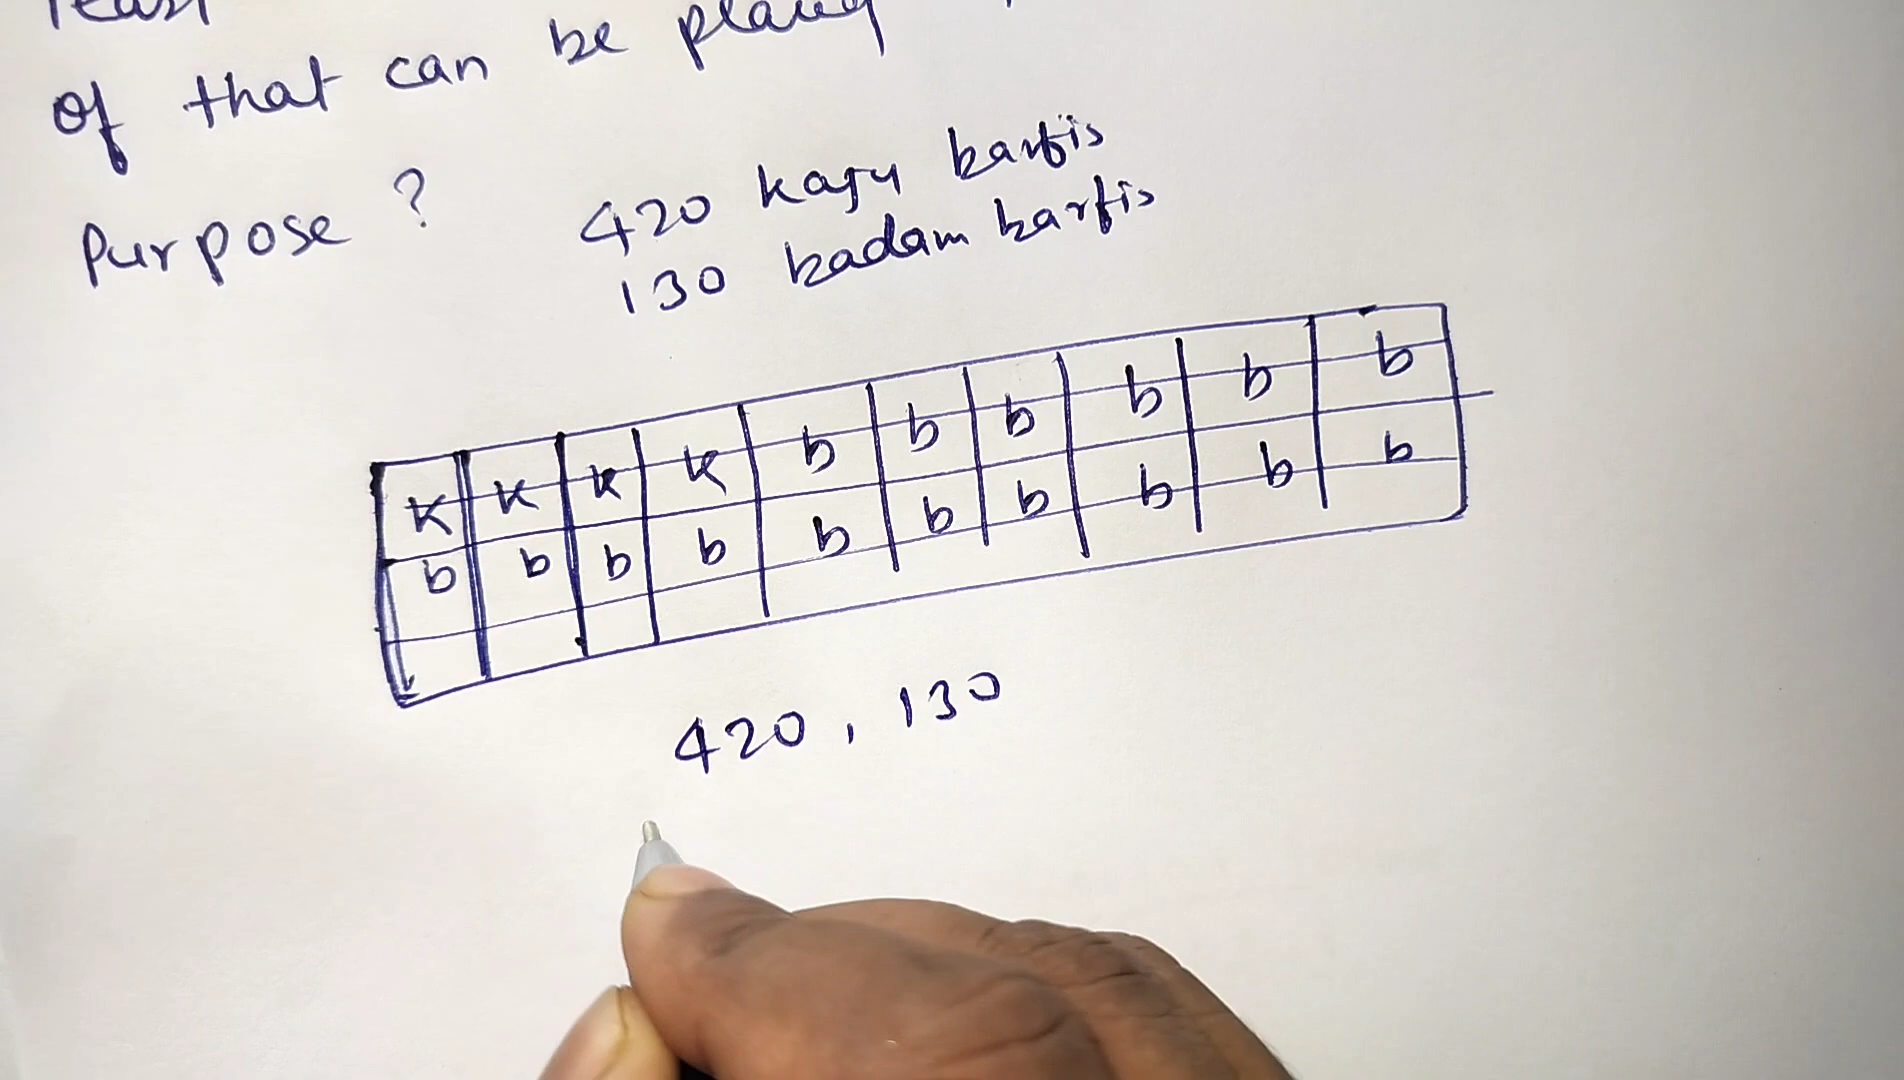 of that can be
Purpose ?
420 kaju barfis
130 badam barfis
K K K K b b b b b b
b b b b b b b b b b
420, 130